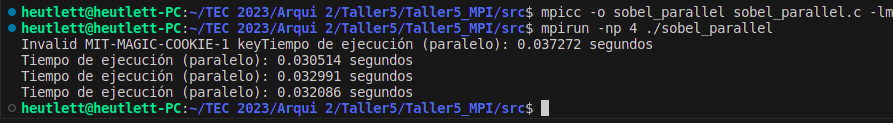 heutlett@heutlett-PC:~/TEC 2023/Arqui 2/Taller5/Taller5_MPI/src$ mpicc -o sobel_parallel sobel_parallel.c -lm
heutlett@heutlett-PC:~/TEC 2023/Arqui 2/Taller5/Taller5_MPI/src$ mpirun -np 4 ./sobel_parallel
Invalid MIT-MAGIC-COOKIE-1 keyTiempo de ejecución (paralelo): 0.037272 segundos
Tiempo de ejecución (paralelo): 0.030514 segundos
Tiempo de ejecución (paralelo): 0.032991 segundos
Tiempo de ejecución (paralelo): 0.032086 segundos
heutlett@heutlett-PC:~/TEC 2023/Arqui 2/Taller5/Taller5_MPI/src$